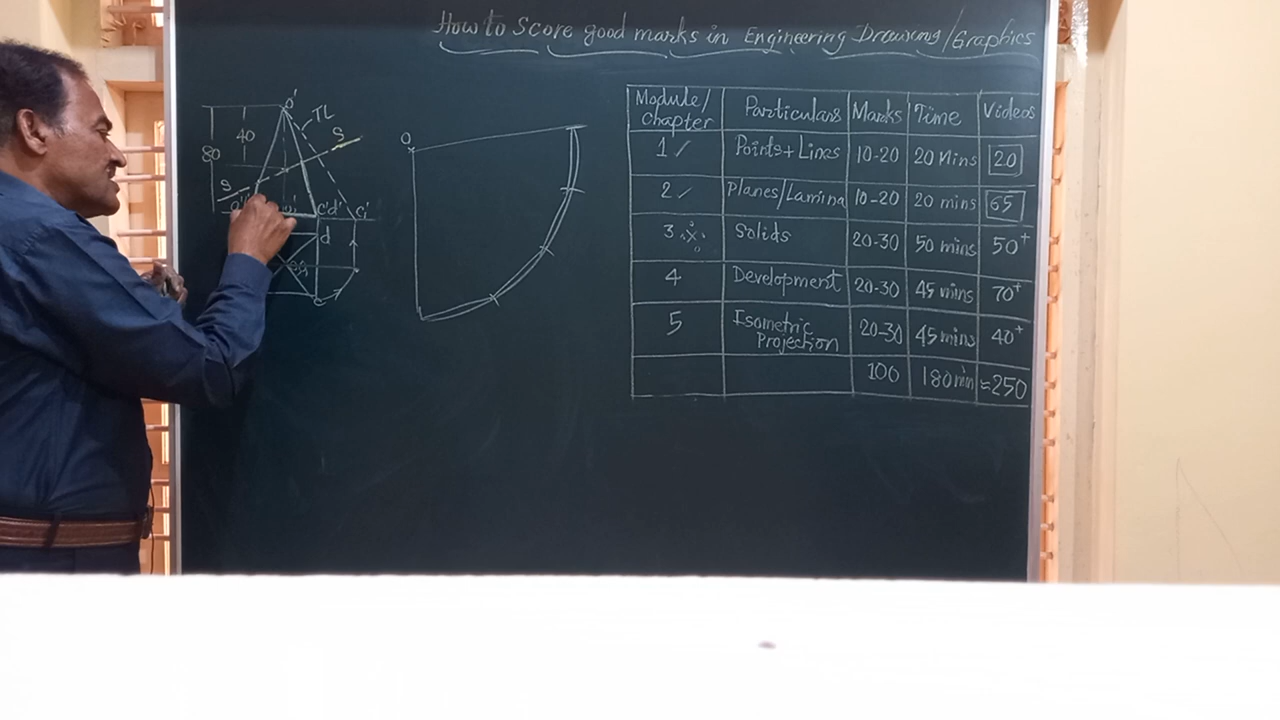 How to Score good marks in Engineering Drawing/Graphics
Module/ chapter Particulars Marks Time Videos
1 ✓ Points + Lines 10-20 20 Mins 20
2 ✓ Planes/Lamina 10-20 20 mins 65
3 Solids 20-30 50 mins 50+
4 Development 20-30 45 mins 70+
5 Isometric Projection 20-30 45 mins 40+
100 180 min ≈250
o'
TL
40
S
80
S
c'd'
c1'
d
c
O